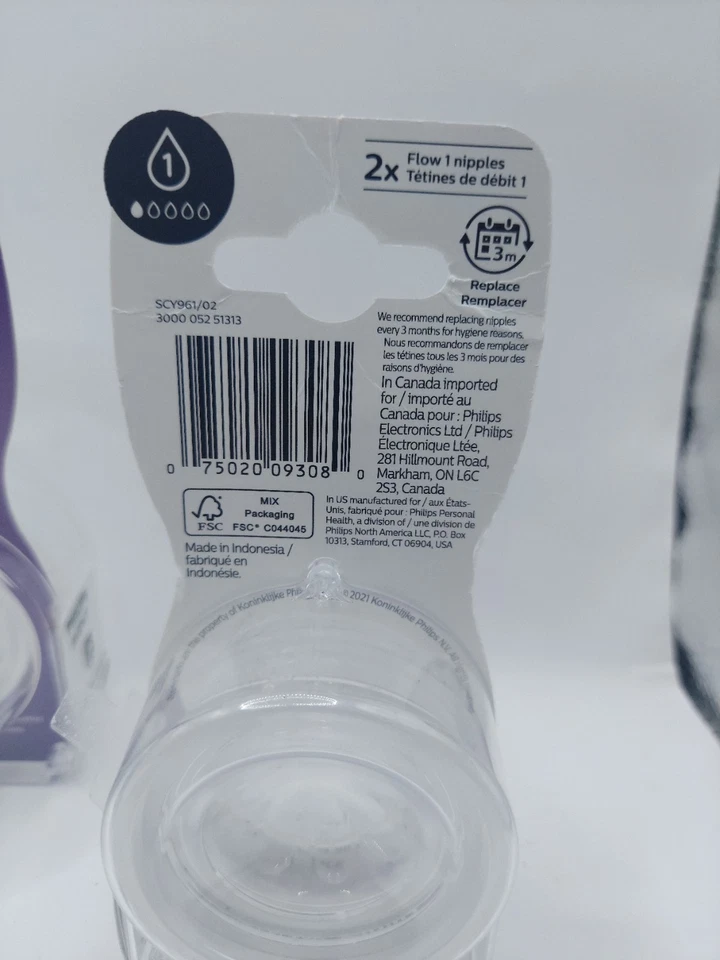 1
2x
Flow 1 nipples
Tétines de débit 1
3m
Replace
Remplacer
SCY961/02
3000 052 51313
We recommend replacing nipples
every 3 months for hygiene reasons.
Nous recommandons de remplacer
les tétines tous les 3 mois pour des
raisons d'hygiène.
In Canada imported
for / importé au
Canada pour : Philips
Electronics Ltd / Philips
Électronique Ltée,
281 Hillmount Road,
Markham, ON L6C
2S3, Canada
0 75020 09308 0
FSC
MIX
Packaging
FSC® C044045
In US manufactured for / aux États-
Unis, fabriqué pour : Philips Personal
Health, a division of / une division de
Philips North America LLC, P.O. Box
10313, Stamford, CT 06904, USA
Made in Indonesia /
fabriqué en
Indonésie.
the property of Koninklijke 2021 Koninklijke Philips N.V. All